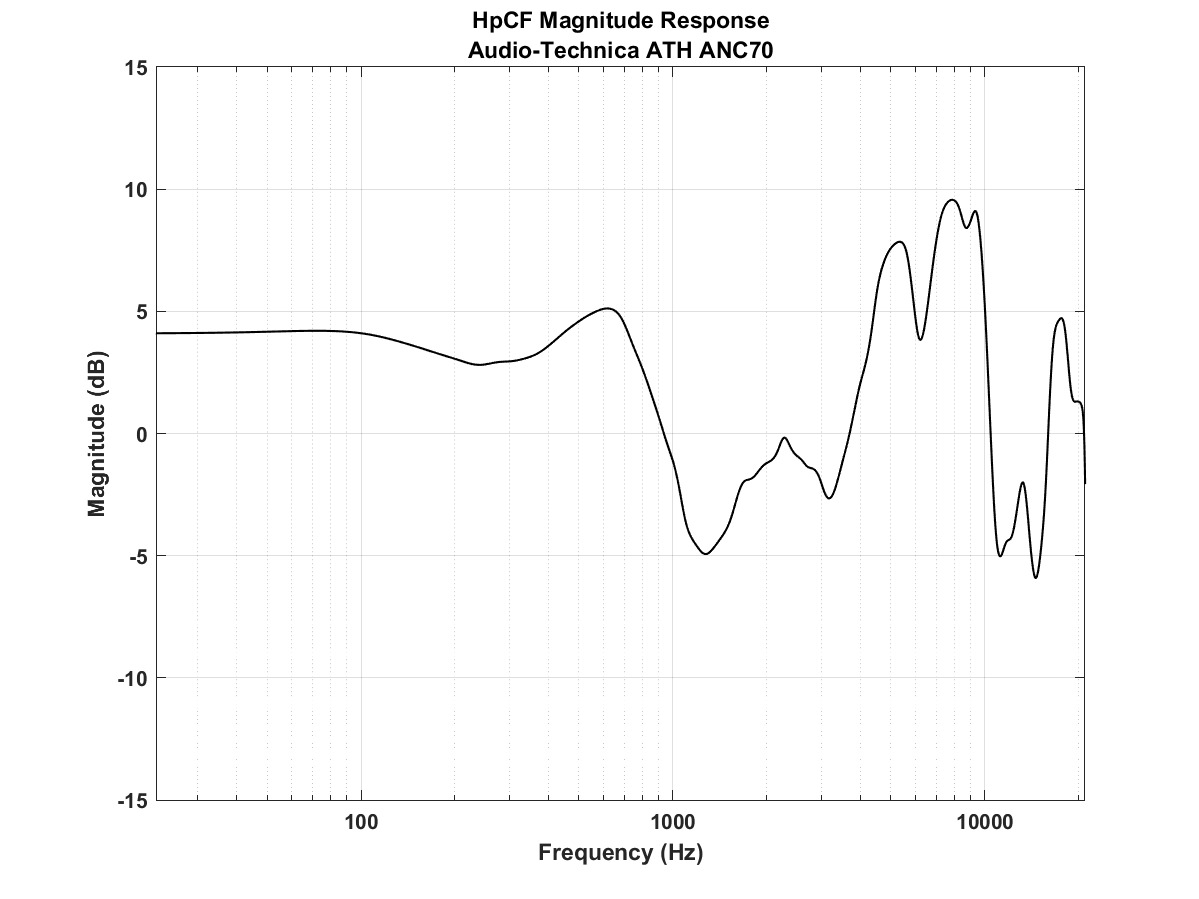 HpCF Magnitude Response
Audio-Technica ATH ANC70
15
10
5
0
-5
-10
-15
Magnitude (dB)
100
1000
10000
Frequency (Hz)